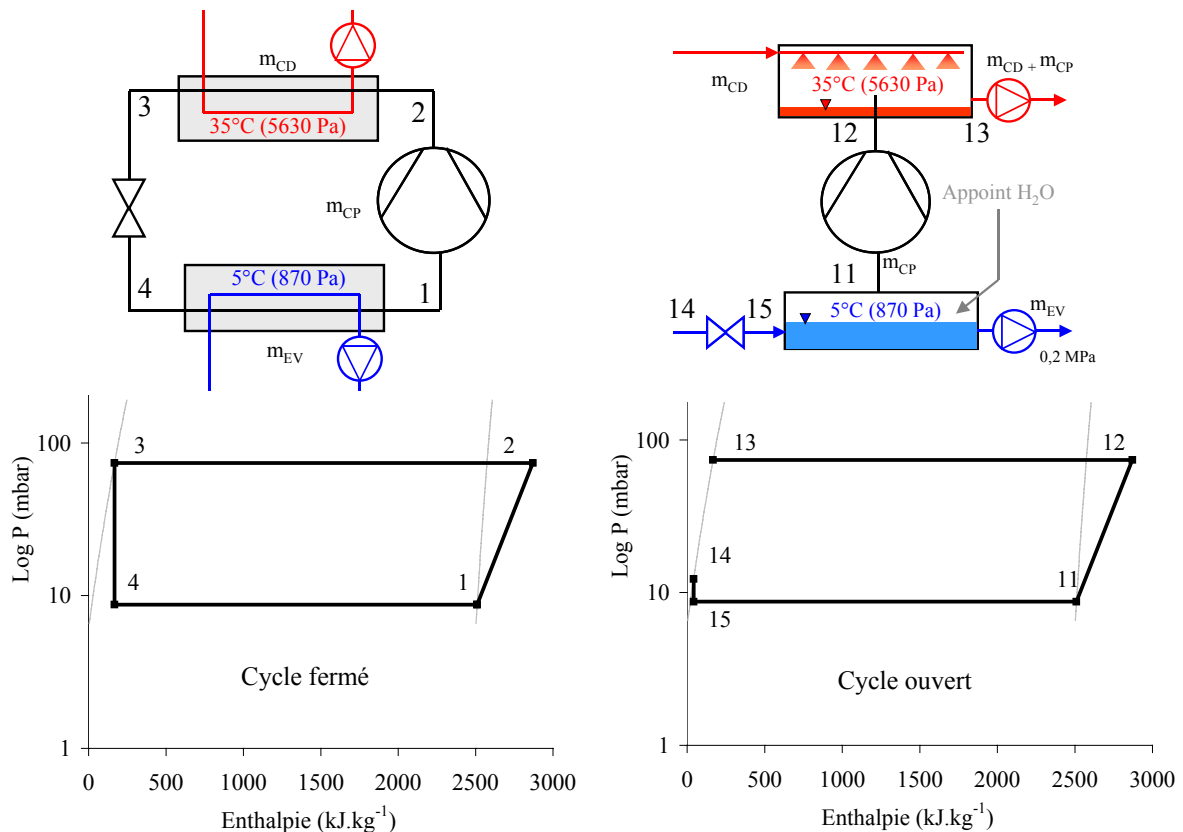 m_CD
3
2
35°C (5630 Pa)
m_CP
4
5°C (870 Pa)
1
m_EV
m_CD
35°C (5630 Pa)
m_CD + m_CP
12
13
Appoint H₂O
11
m_CP
14
15
5°C (870 Pa)
m_EV
0,2 MPa
Log P (mbar)
100
10
1
3
2
4
1
Cycle fermé
0
500
1000
1500
2000
2500
3000
Enthalpie (kJ.kg⁻¹)
Log P (mbar)
100
10
1
13
12
14
11
15
Cycle ouvert
0
500
1000
1500
2000
2500
3000
Enthalpie (kJ.kg⁻¹)